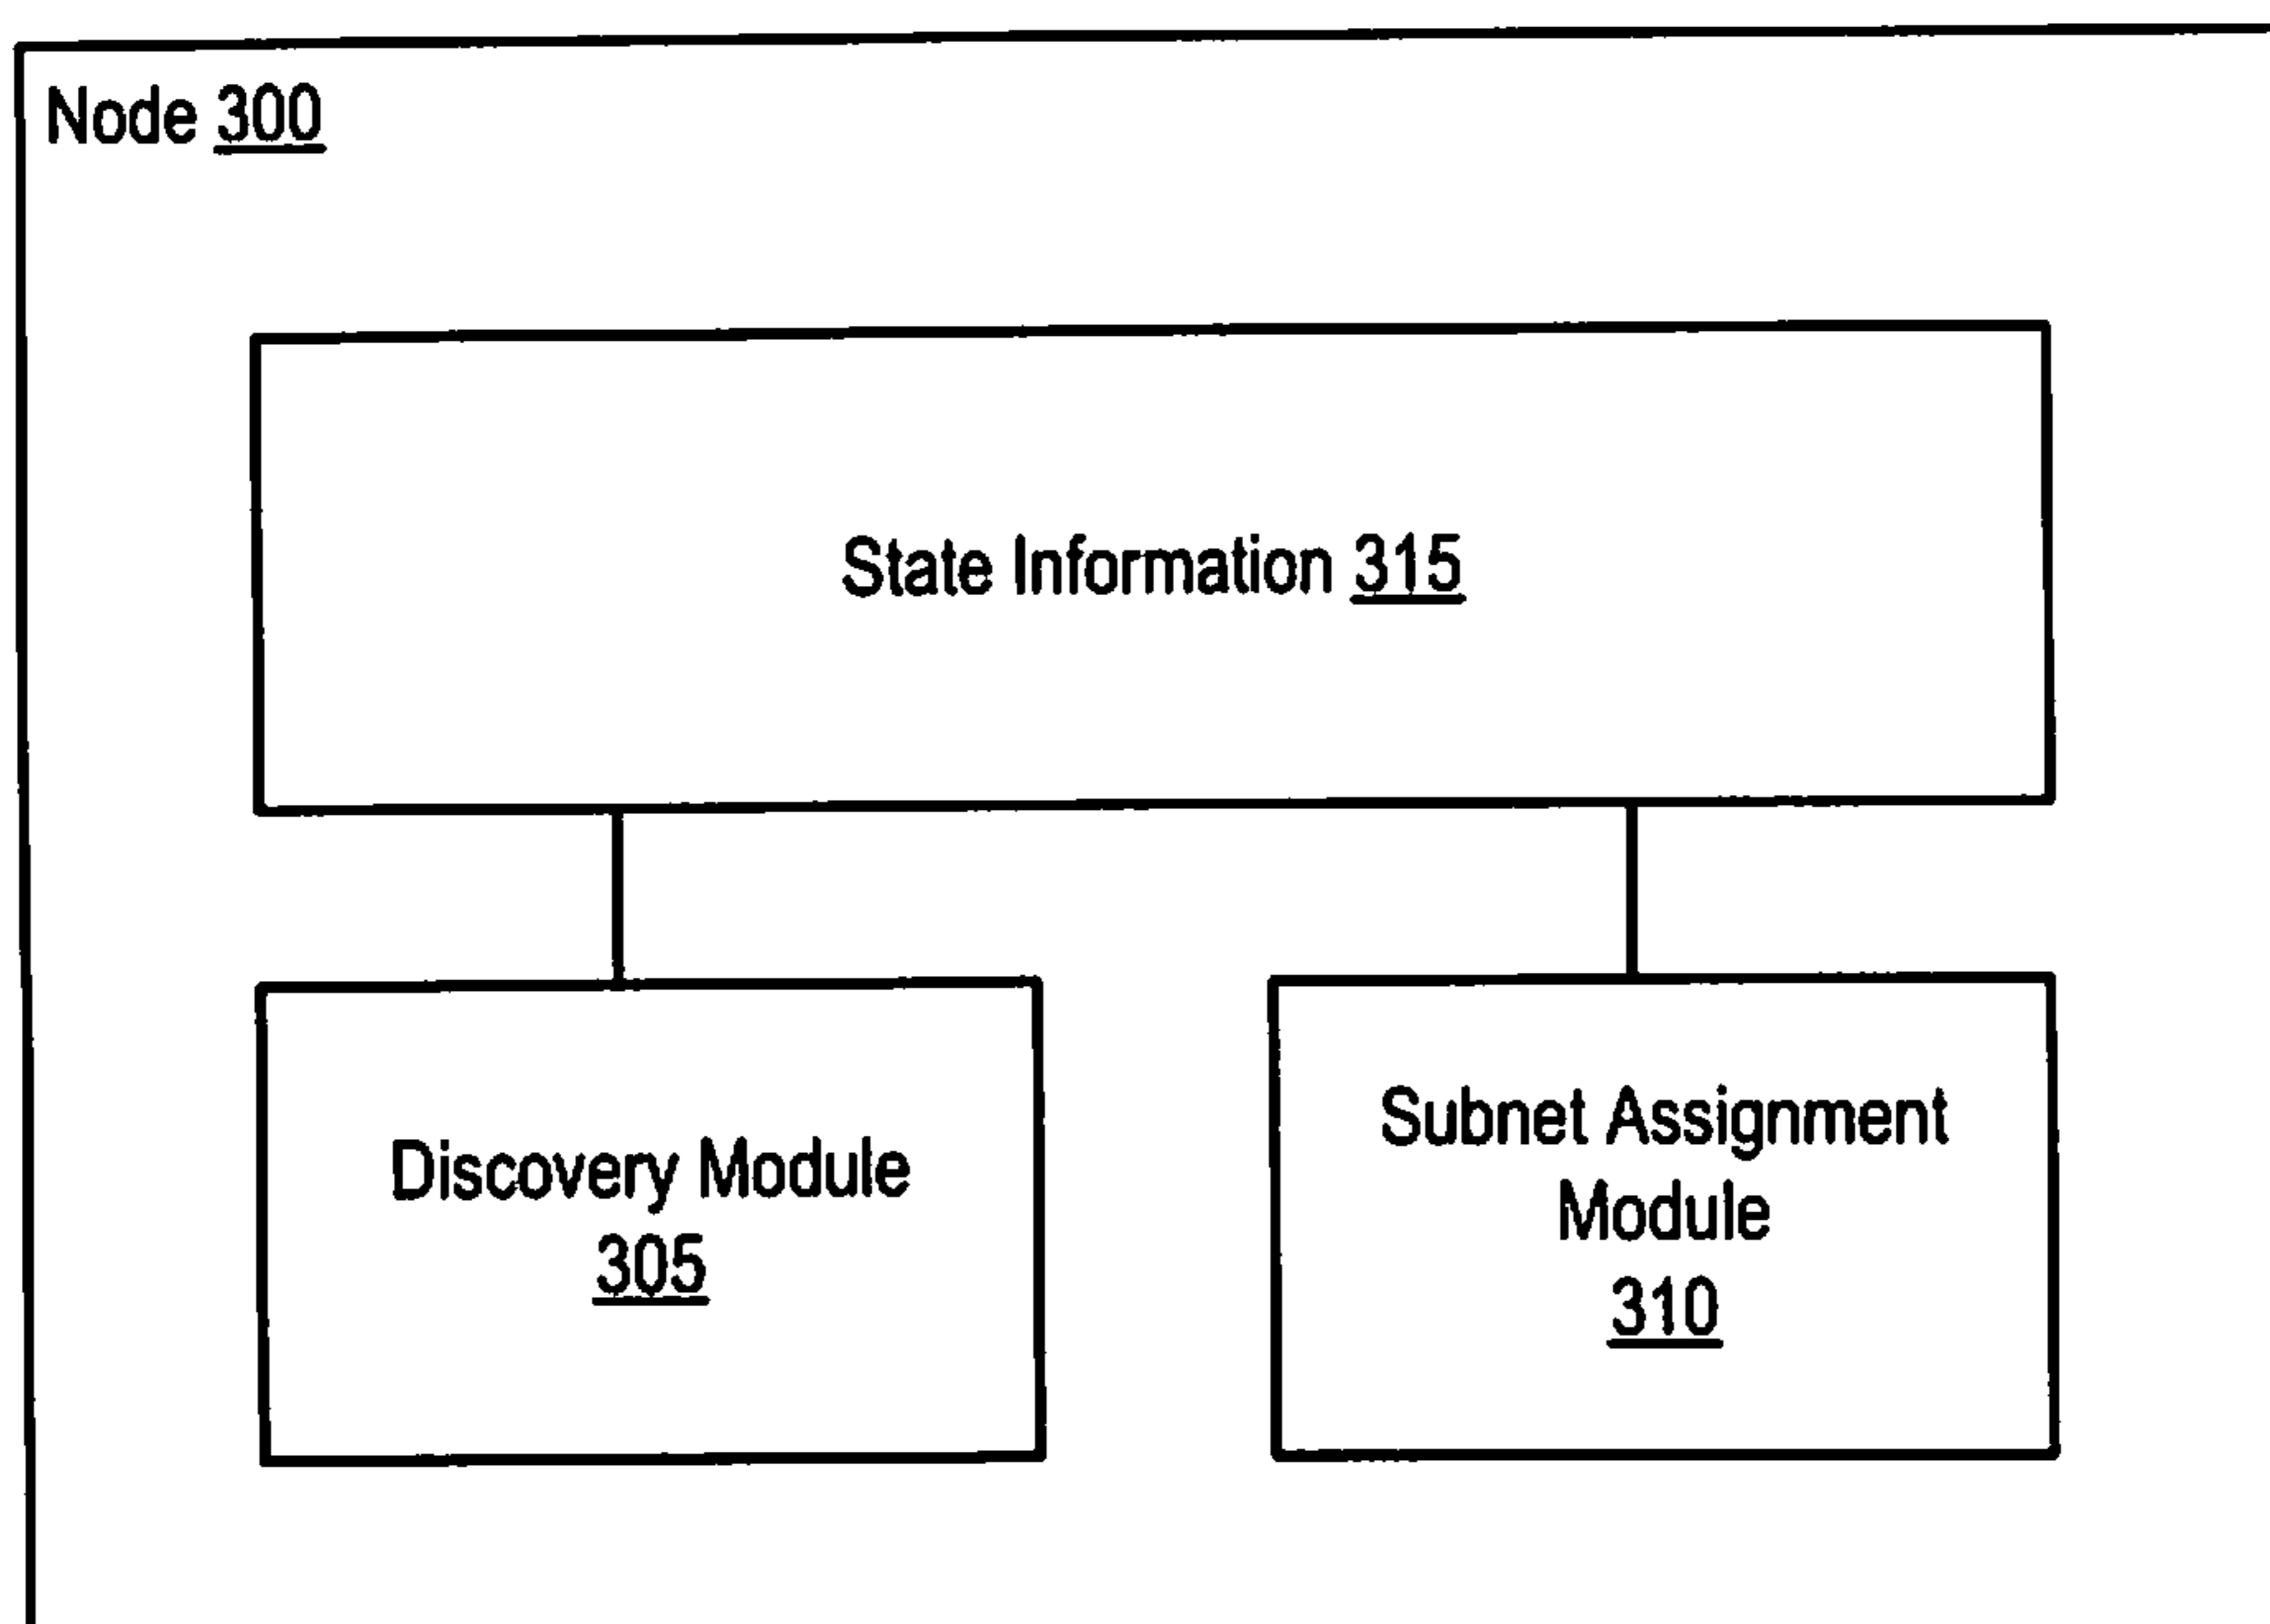 Node 300
State Information 315
Discovery Module
305
Subnet Assignment
Module
310